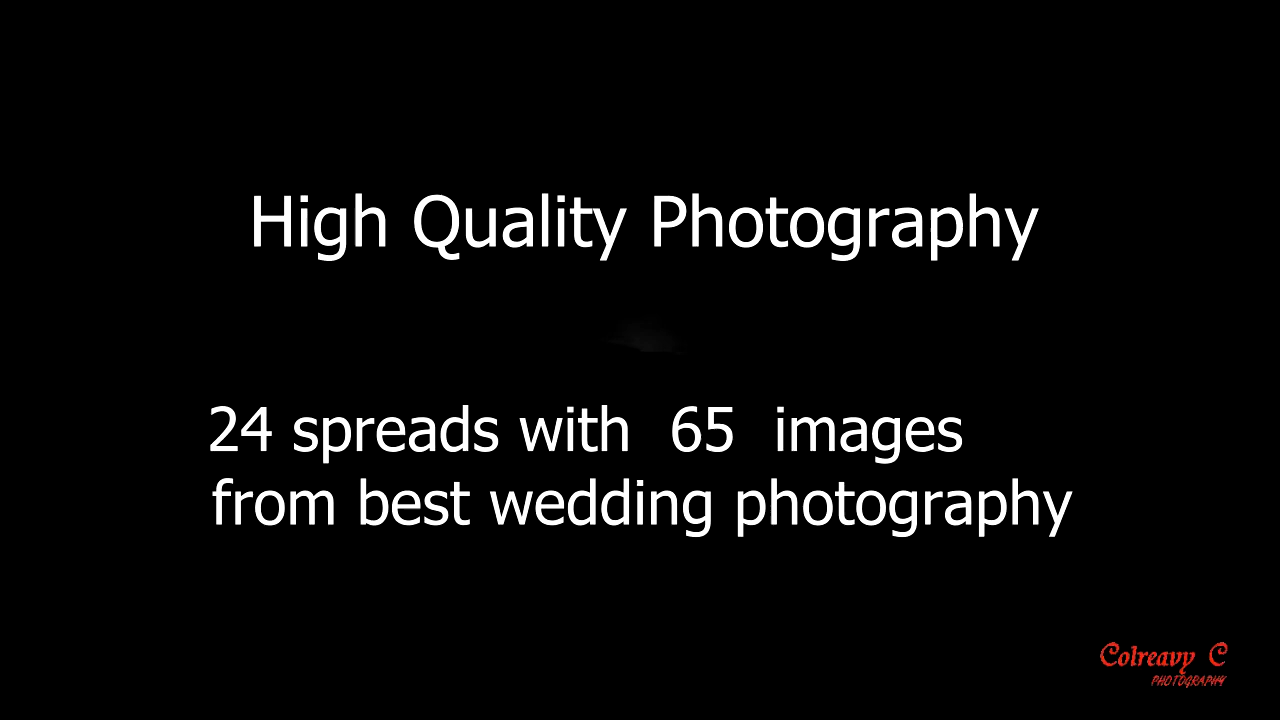 High Quality Photography
24 spreads with 65 images
from best wedding photography
Colreavy C
PHOTOGRAPHY